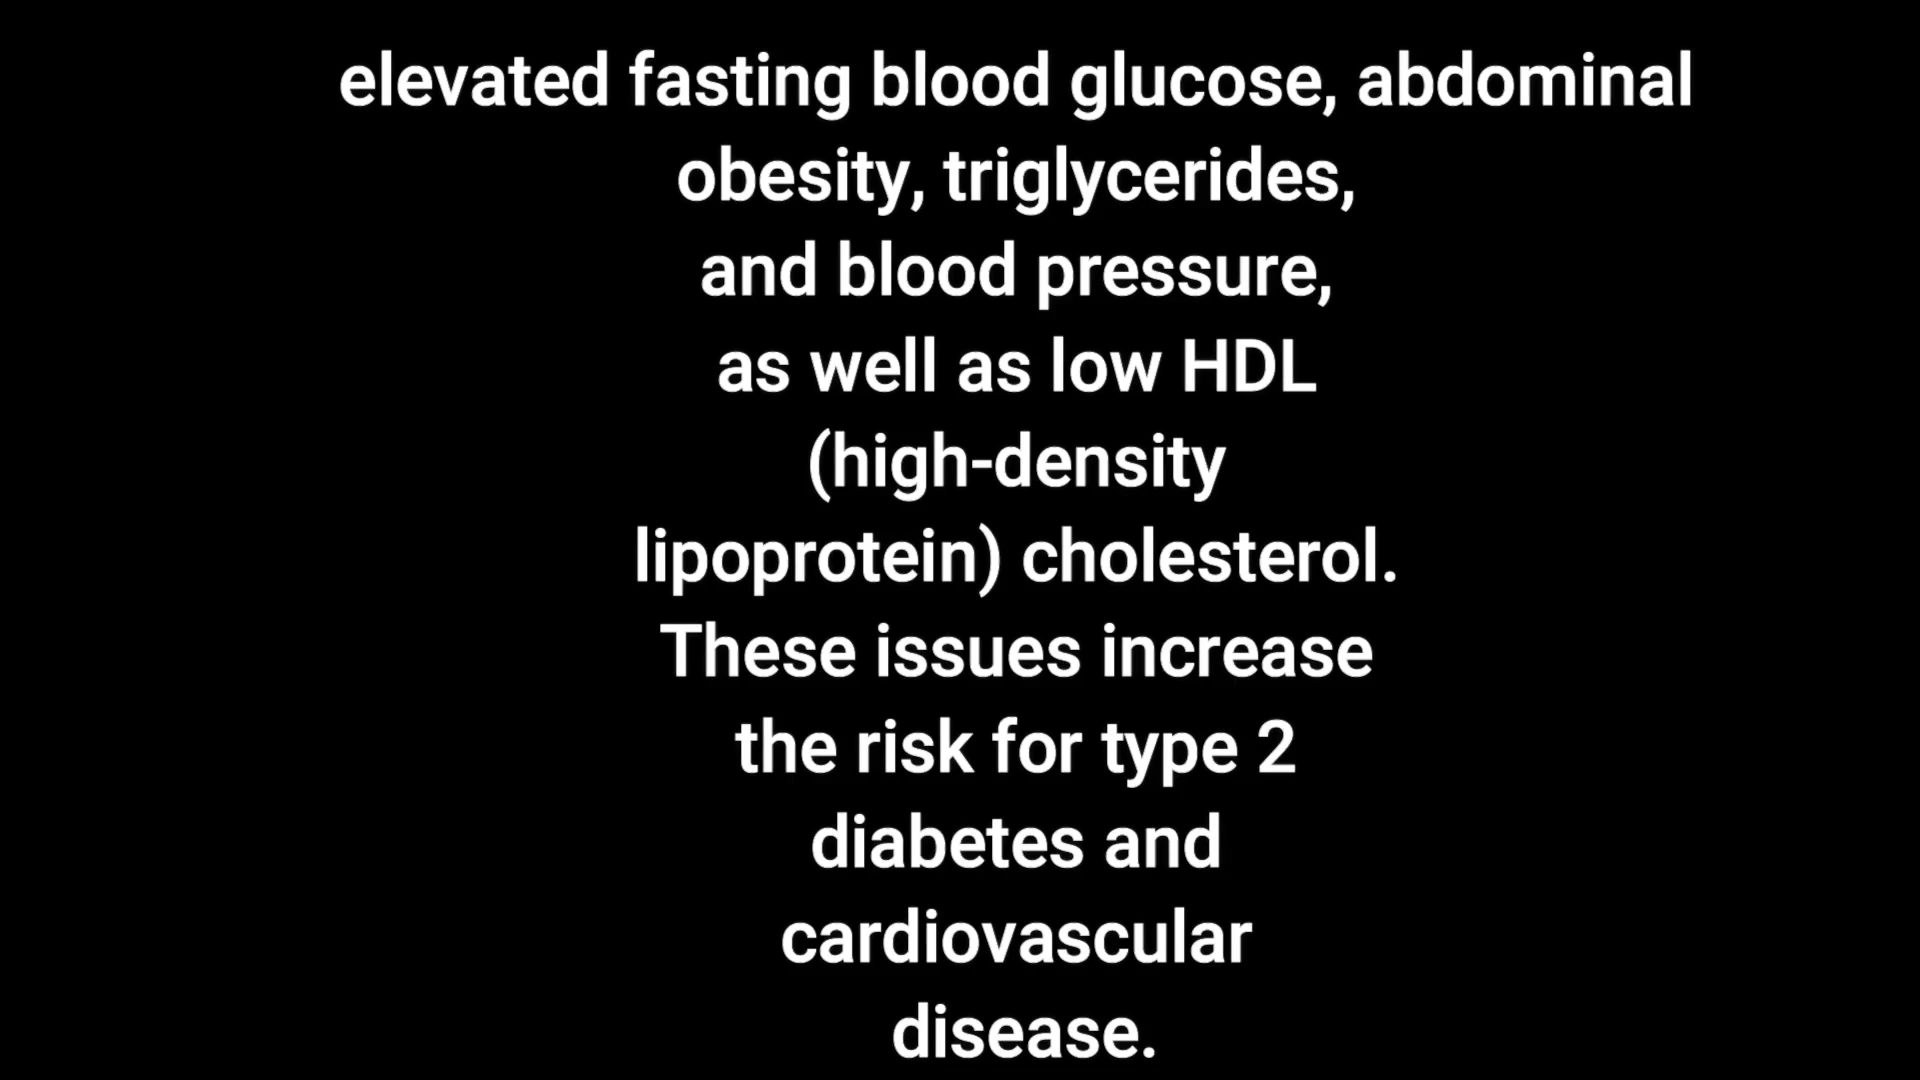 elevated fasting blood glucose, abdominal
obesity, triglycerides,
and blood pressure,
as well as low HDL
(high-density
lipoprotein) cholesterol.
These issues increase
the risk for type 2
diabetes and
cardiovascular
disease.